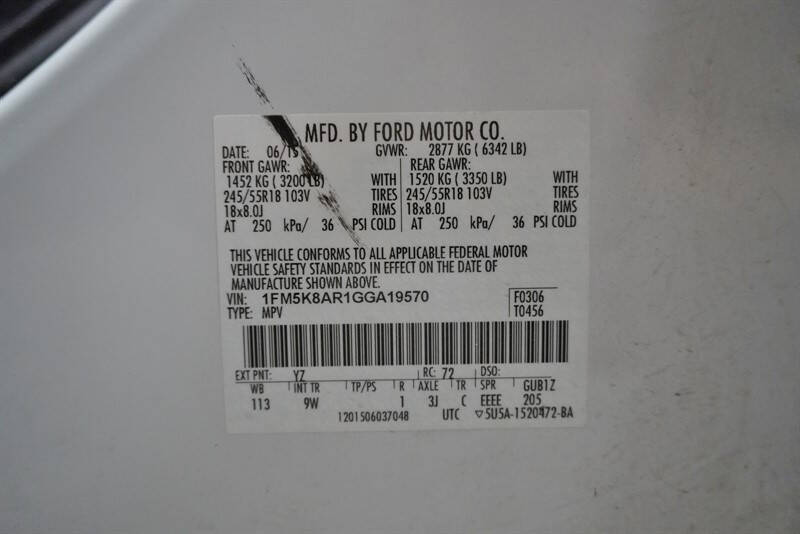 MFD. BY FORD MOTOR CO.
DATE: 06/15 GVWR: 2877 KG ( 6342 LB)
FRONT GAWR: REAR GAWR:
1452 KG ( 3200 LB) WITH 1520 KG ( 3350 LB) WITH
245/55R18 103V TIRES 245/55R18 103V TIRES
18x8.0J RIMS 18x8.0J RIMS
AT 250 kPa/ 36 PSI COLD AT 250 kPa/ 36 PSI COLD
THIS VEHICLE CONFORMS TO ALL APPLICABLE FEDERAL MOTOR
VEHICLE SAFETY STANDARDS IN EFFECT ON THE DATE OF
MANUFACTURE SHOWN ABOVE.
VIN: 1FM5K8AR1GGA19570 F0306
TYPE: MPV T0456
EXT PNT: YZ RC: 72 DSO:
WB INT TR TP/PS R AXLE TR SPR GUB1Z
113 9W 1 3J C EEEE 205
1201506037048 UTC ▽5U5A-1520472-BA